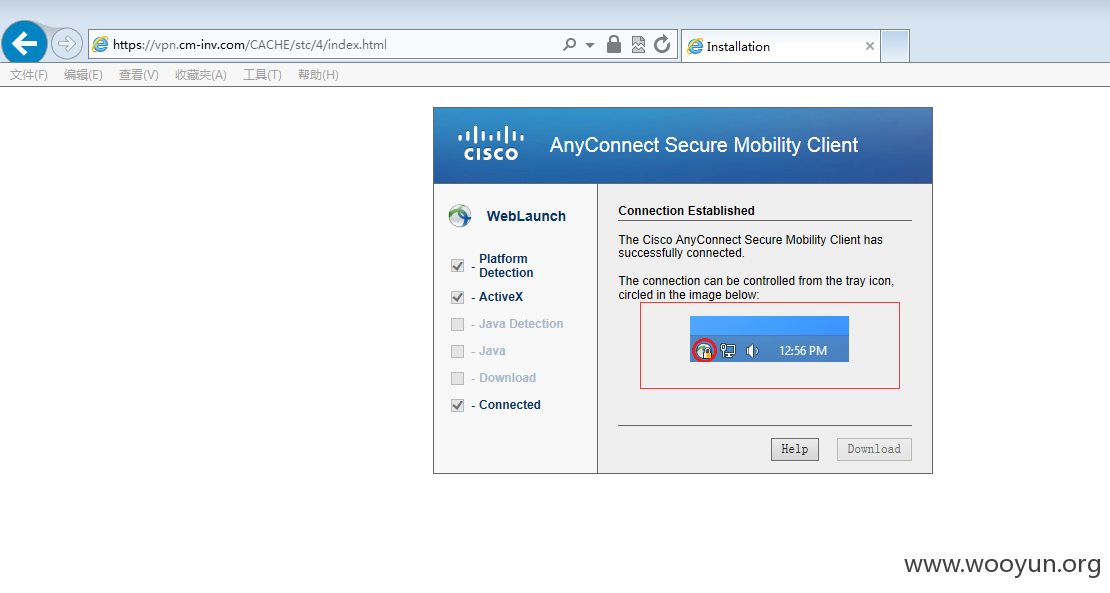 https://vpn.cm-inv.com/CACHE/stc/4/index.html
Installation
文件(F) 编辑(E) 查看(V) 收藏夹(A) 工具(T) 帮助(H)
CISCO
AnyConnect Secure Mobility Client
WebLaunch
- Platform
Detection
- ActiveX
- Java Detection
- Java
- Download
- Connected
Connection Established
The Cisco AnyConnect Secure Mobility Client has
successfully connected.
The connection can be controlled from the tray icon,
circled in the image below:
12:56 PM
Help
Download
www.wooyun.org